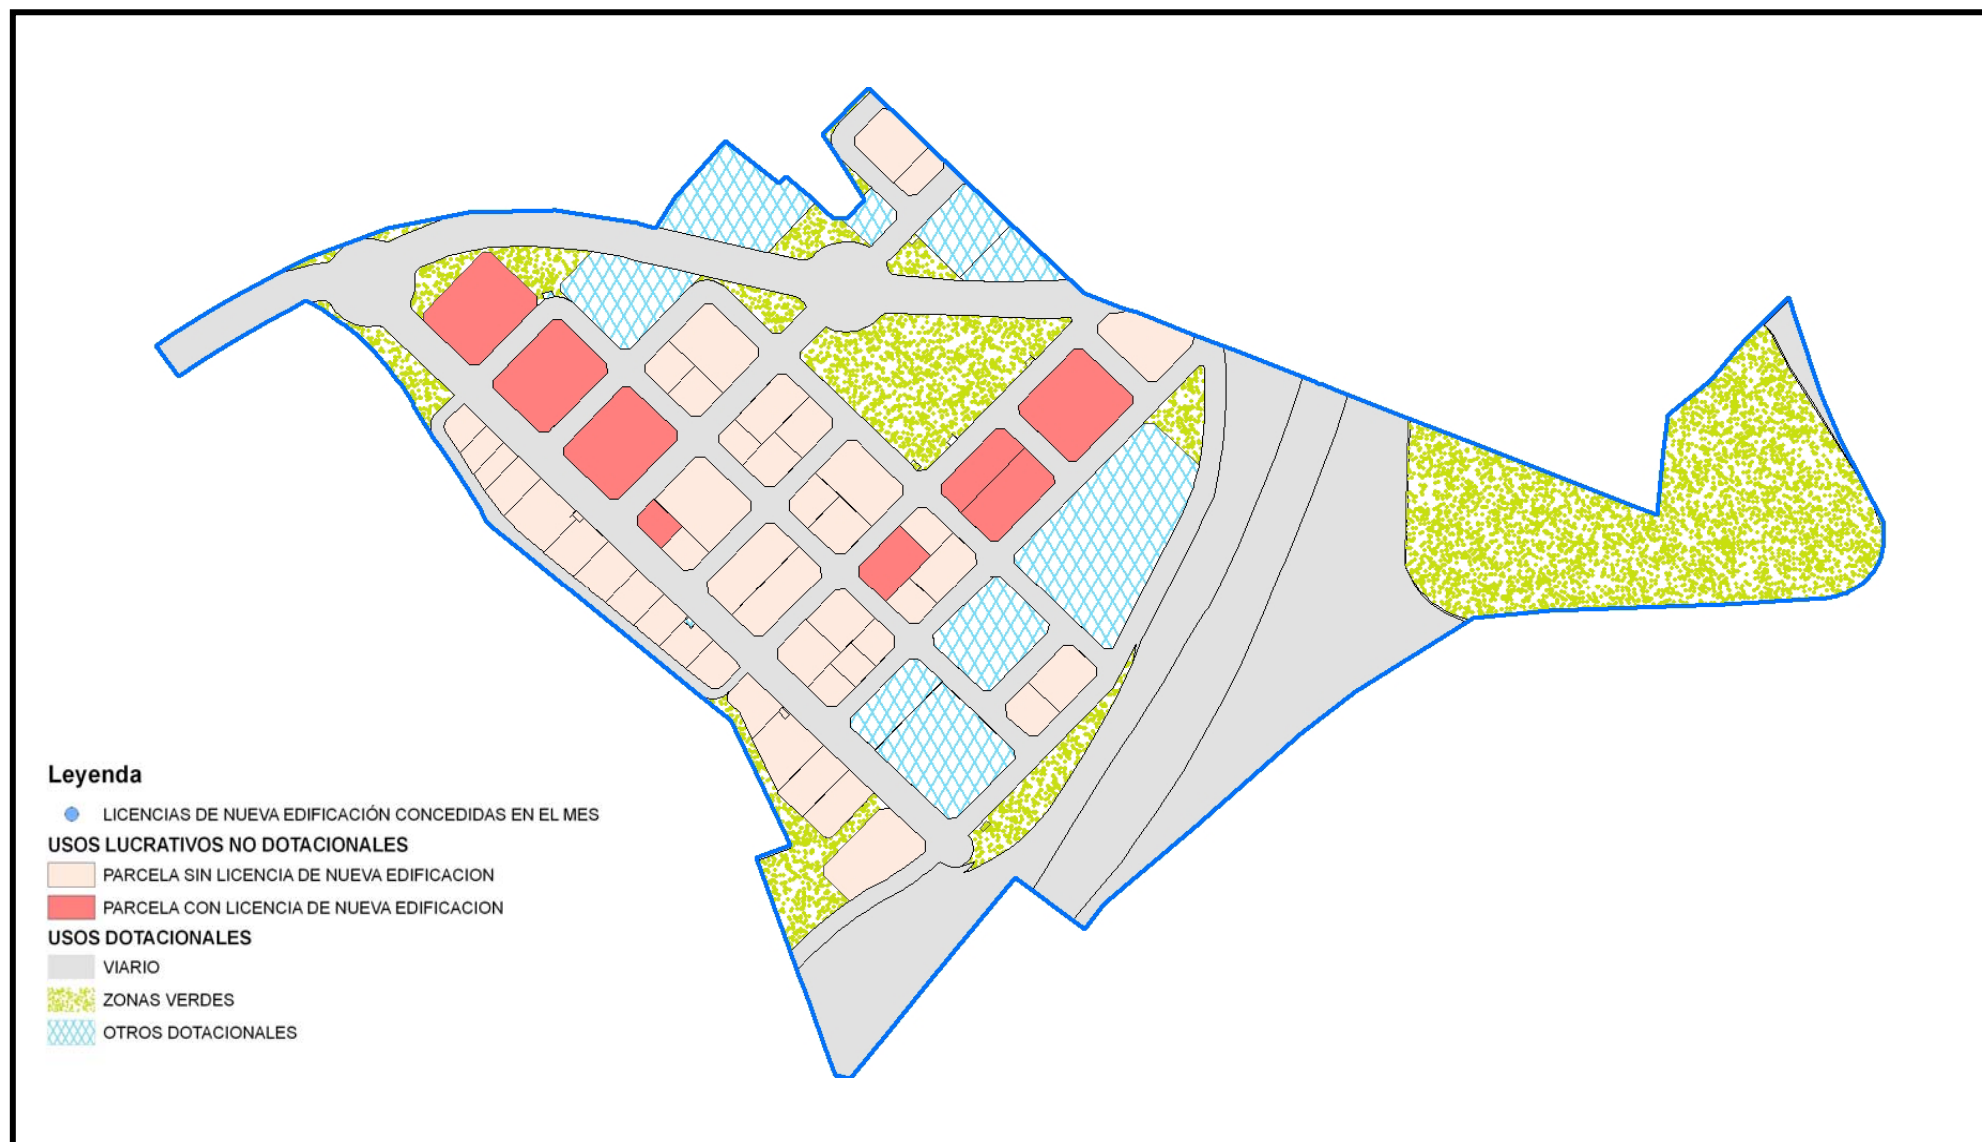 Leyenda
LICENCIAS DE NUEVA EDIFICACIÓN CONCEDIDAS EN EL MES
USOS LUCRATIVOS NO DOTACIONALES
PARCELA SIN LICENCIA DE NUEVA EDIFICACION
PARCELA CON LICENCIA DE NUEVA EDIFICACION
USOS DOTACIONALES
VIARIO
ZONAS VERDES
OTROS DOTACIONALES